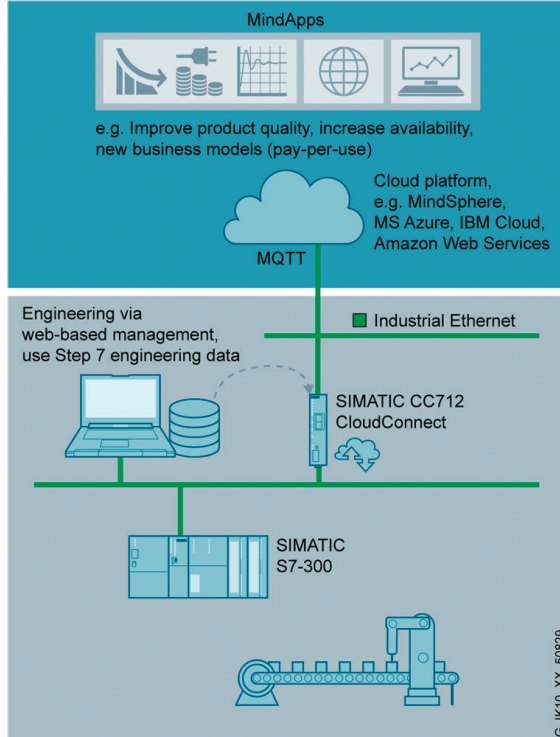 MindApps
e.g. Improve product quality, increase availability,
new business models (pay-per-use)
Cloud platform,
e.g. MindSphere,
MS Azure, IBM Cloud,
Amazon Web Services
MQTT
Engineering via
web-based management,
use Step 7 engineering data
Industrial Ethernet
SIMATIC CC712
CloudConnect
SIMATIC
S7-300
G_IK10_XX_50829